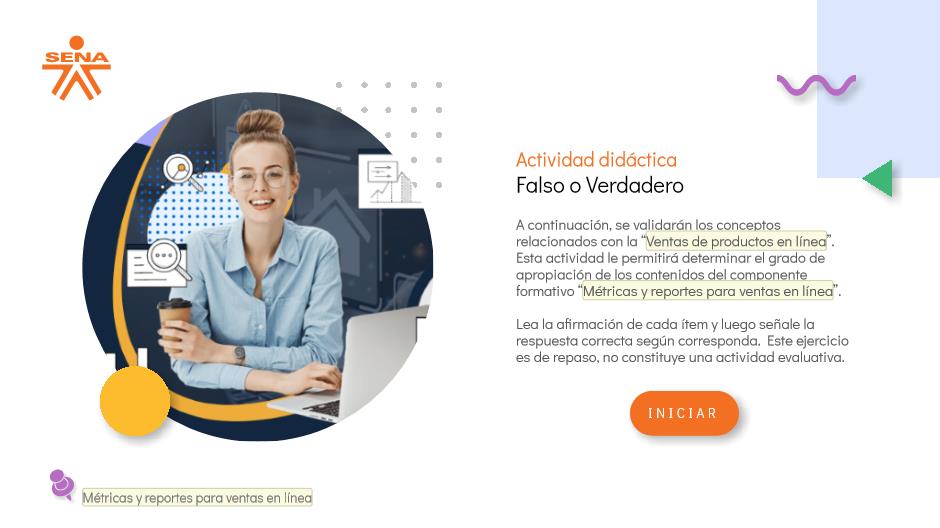 SENA
Actividad didáctica
Falso o Verdadero
A continuación, se validarán los conceptos
relacionados con la “Ventas de productos en línea”.
Esta actividad le permitirá determinar el grado de
apropiación de los contenidos del componente
formativo “Métricas y reportes para ventas en línea”.
Lea la afirmación de cada ítem y luego señale la
respuesta correcta según corresponda. Este ejercicio
es de repaso, no constituye una actividad evaluativa.
INICIAR
Métricas y reportes para ventas en línea